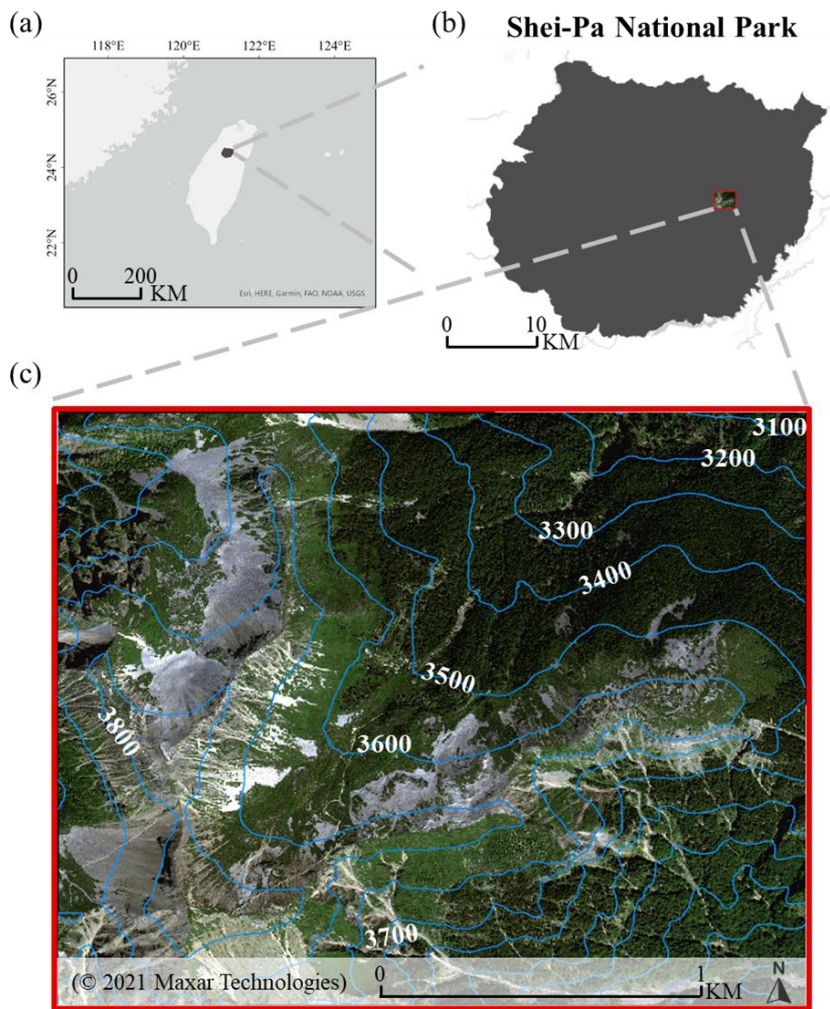 (a)
118°E 120°E 122°E 124°E
26°N
24°N
22°N
0 200
KM
Esri, HERE, Garmin, FAO, NOAA, USGS
(b) Shei-Pa National Park
0 10
KM
(c)
3100
3200
3300
3400
3500
3800
3600
3700
(© 2021 Maxar Technologies) 0 1
KM
N